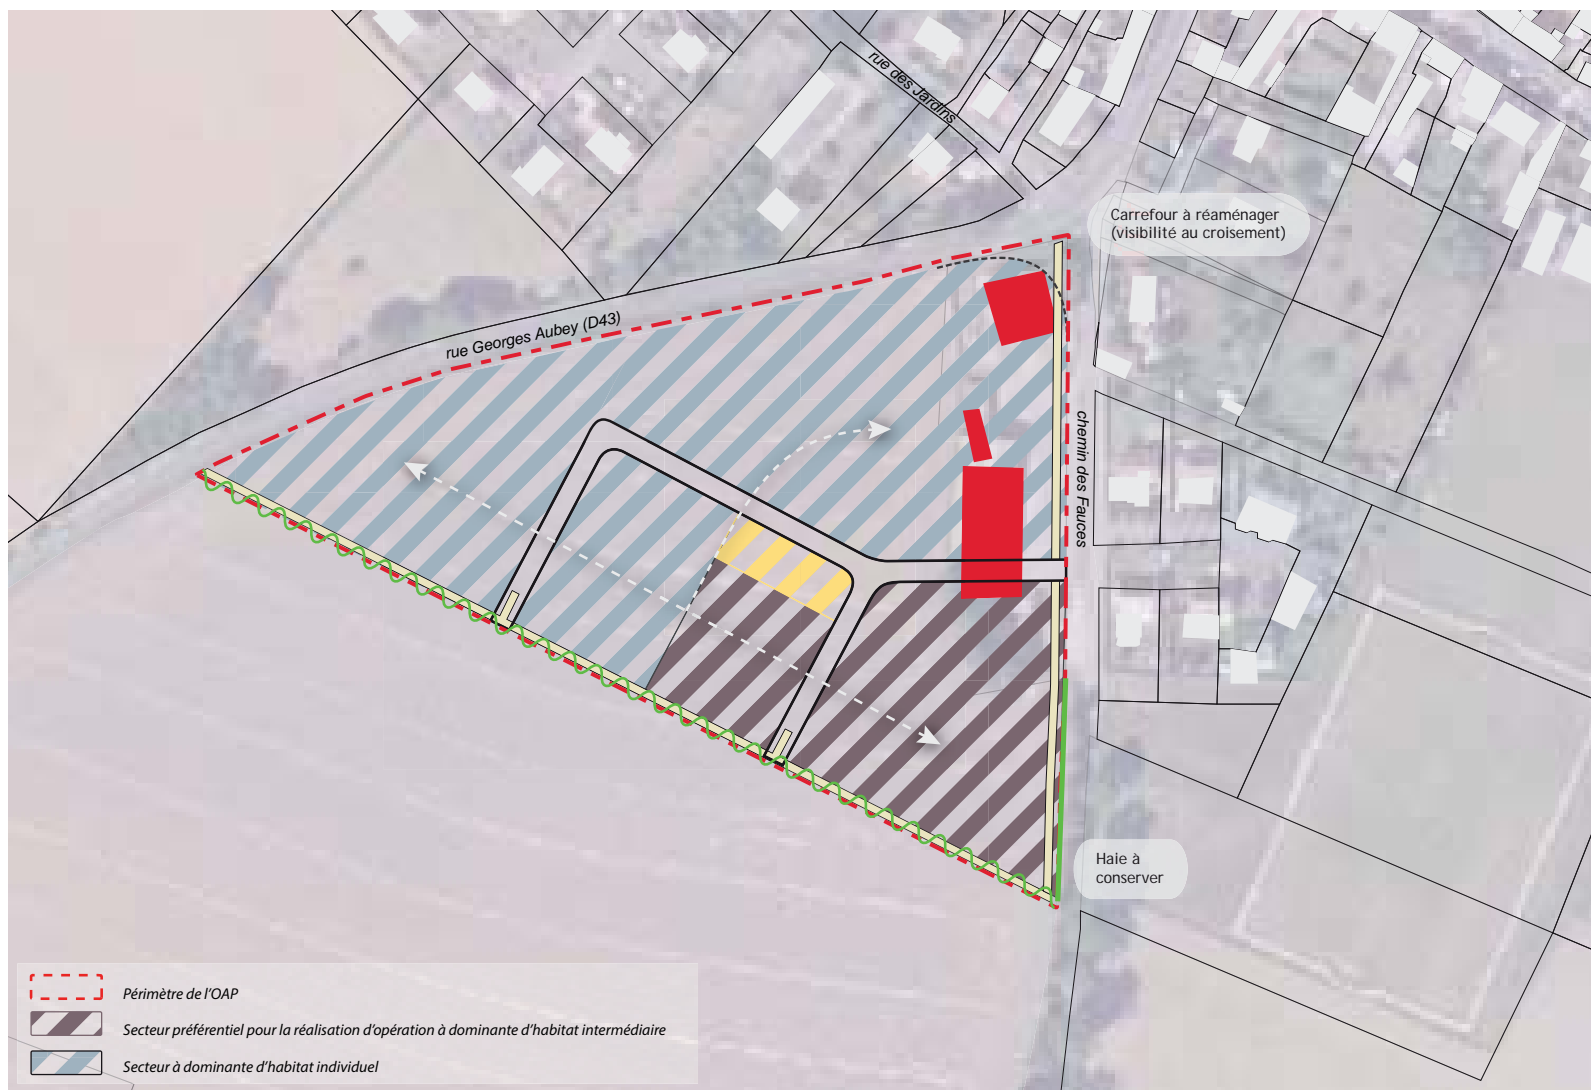 rue des Jardins
Carrefour à réaménager
(visibilité au croisement)
rue Georges Aubey (D43)
chemin des Fauces
Haie à
conserver
Périmètre de l'OAP
Secteur préférentiel pour la réalisation d'opération à dominante d'habitat intermédiaire
Secteur à dominante d'habitat individuel